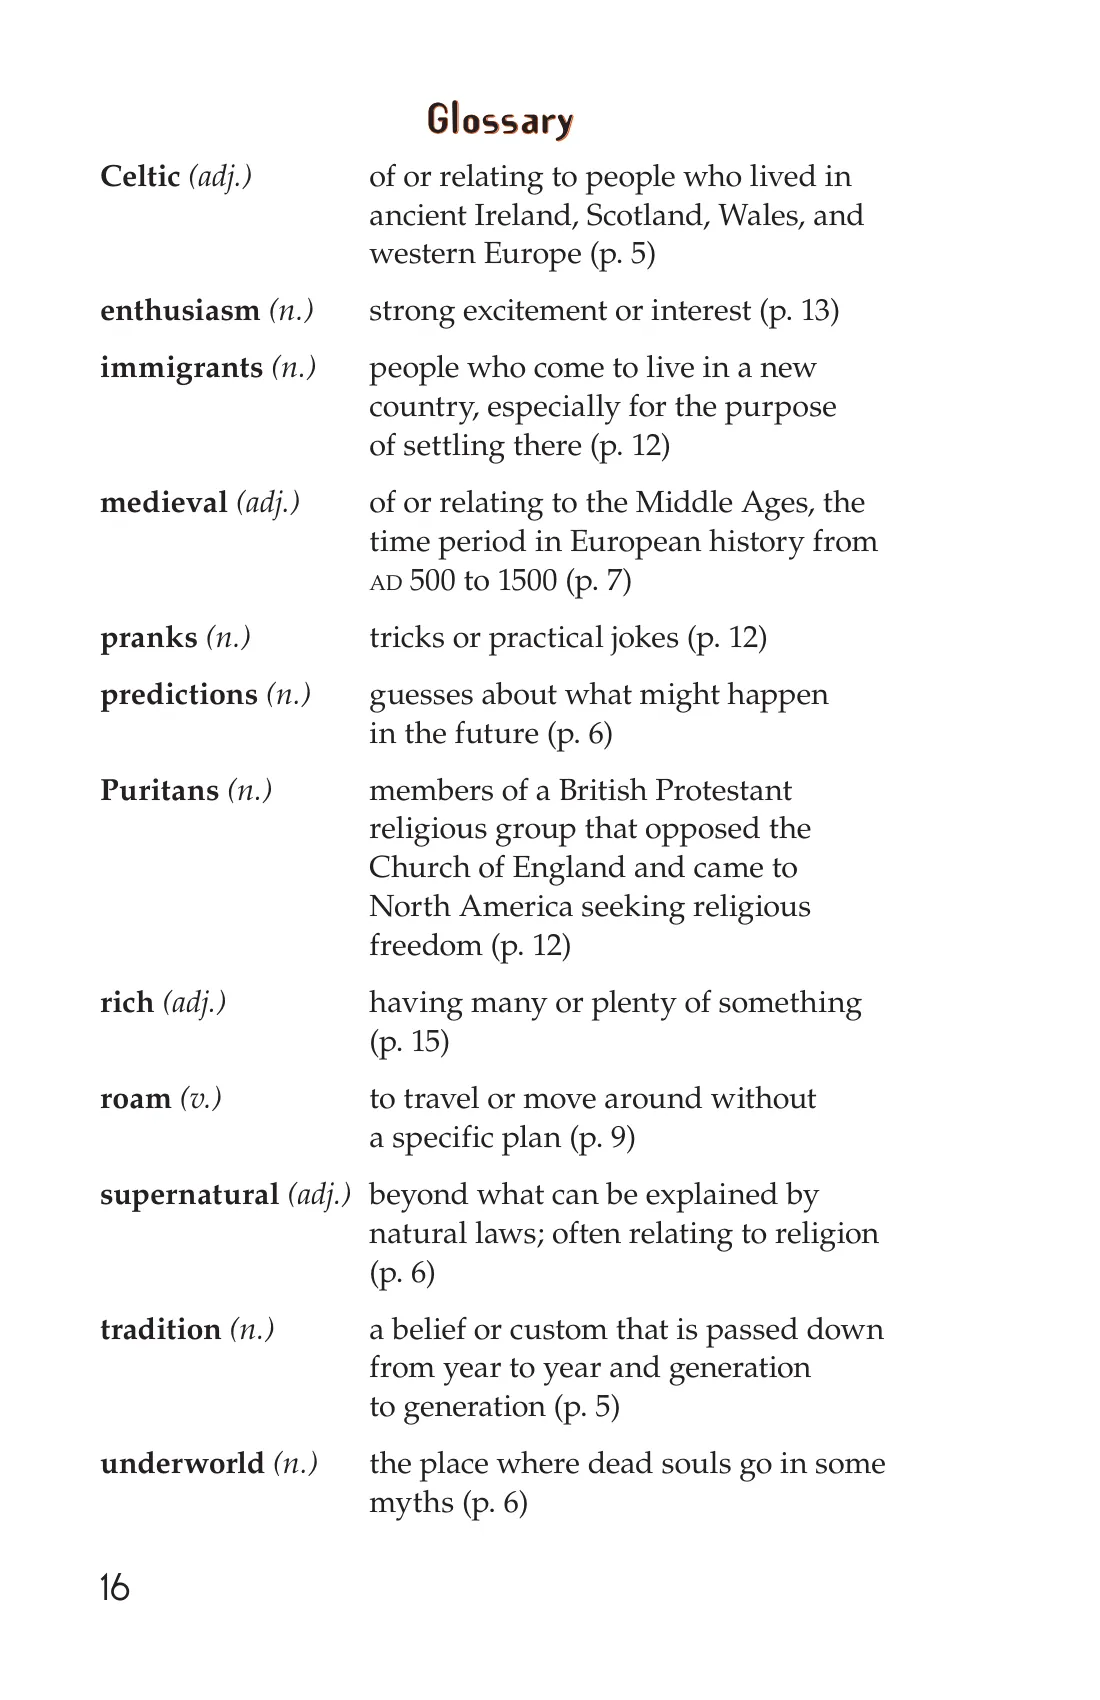 Glossary
Celtic (adj.) of or relating to people who lived in
ancient Ireland, Scotland, Wales, and
western Europe (p. 5)
enthusiasm (n.) strong excitement or interest (p. 13)
immigrants (n.) people who come to live in a new
country, especially for the purpose
of settling there (p. 12)
medieval (adj.) of or relating to the Middle Ages, the
time period in European history from
AD 500 to 1500 (p. 7)
pranks (n.) tricks or practical jokes (p. 12)
predictions (n.) guesses about what might happen
in the future (p. 6)
Puritans (n.) members of a British Protestant
religious group that opposed the
Church of England and came to
North America seeking religious
freedom (p. 12)
rich (adj.) having many or plenty of something
(p. 15)
roam (v.) to travel or move around without
a specific plan (p. 9)
supernatural (adj.) beyond what can be explained by
natural laws; often relating to religion
(p. 6)
tradition (n.) a belief or custom that is passed down
from year to year and generation
to generation (p. 5)
underworld (n.) the place where dead souls go in some
myths (p. 6)
16